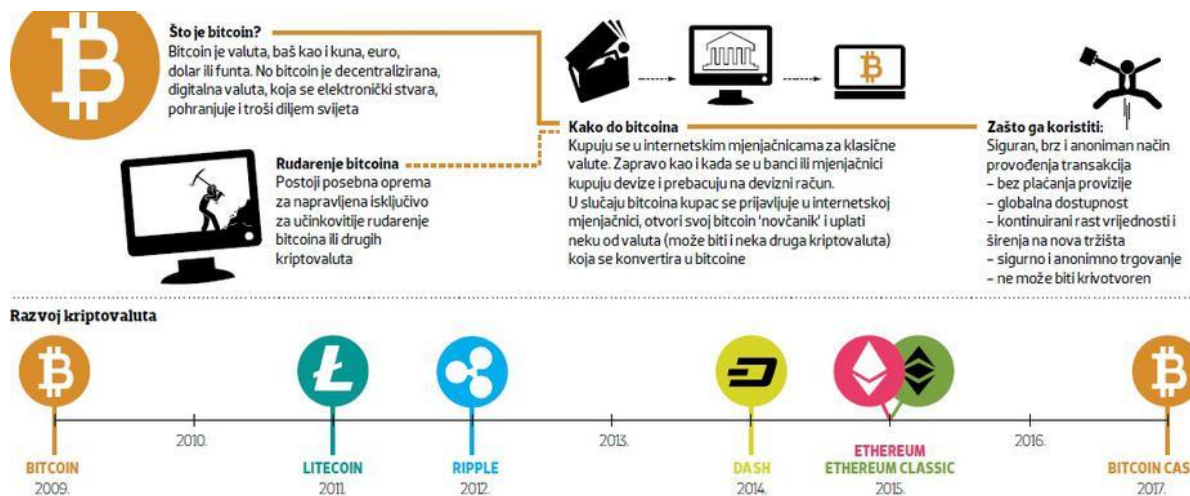 Što je bitcoin?
Bitcoin je valuta, baš kao i kuna, euro,
dolar ili funta. No bitcoin je decentralizirana,
digitalna valuta, koja se elektronički stvara,
pohranjuje i troši diljem svijeta
Rudarenje bitcoina
Postoji posebna oprema
za napravljena isključivo
za učinkovitije rudarenje
bitcoina ili drugih
kriptovaluta
Kako do bitcoina
Kupuju se u internetskim mjenjačnicama za klasične
valute. Zapravo kao i kada se u banci ili mjenjačnici
kupuju devize i prebacuju na devizni račun.
U slučaju bitcoina kupac se prijavljuje u internetskoj
mjenjačnici, otvori svoj bitcoin 'novčanik' i uplati
neku od valuta (može biti i neka druga kriptovaluta)
koja se konvertira u bitcoine
Zašto ga koristiti:
Siguran, brz i anoniman način
provođenja transakcija
– bez plaćanja provizije
– globalna dostupnost
– kontinuirani rast vrijednosti i
širenja na nova tržišta
– sigurno i anonimno trgovanje
– ne može biti krivotvoren
Razvoj kriptovaluta
2010. 2013. 2016.
BITCOIN LITECOIN RIPPLE DASH ETHEREUM
ETHEREUM CLASSIC BITCOIN CAS
2009. 2011. 2012. 2014. 2015. 2017.